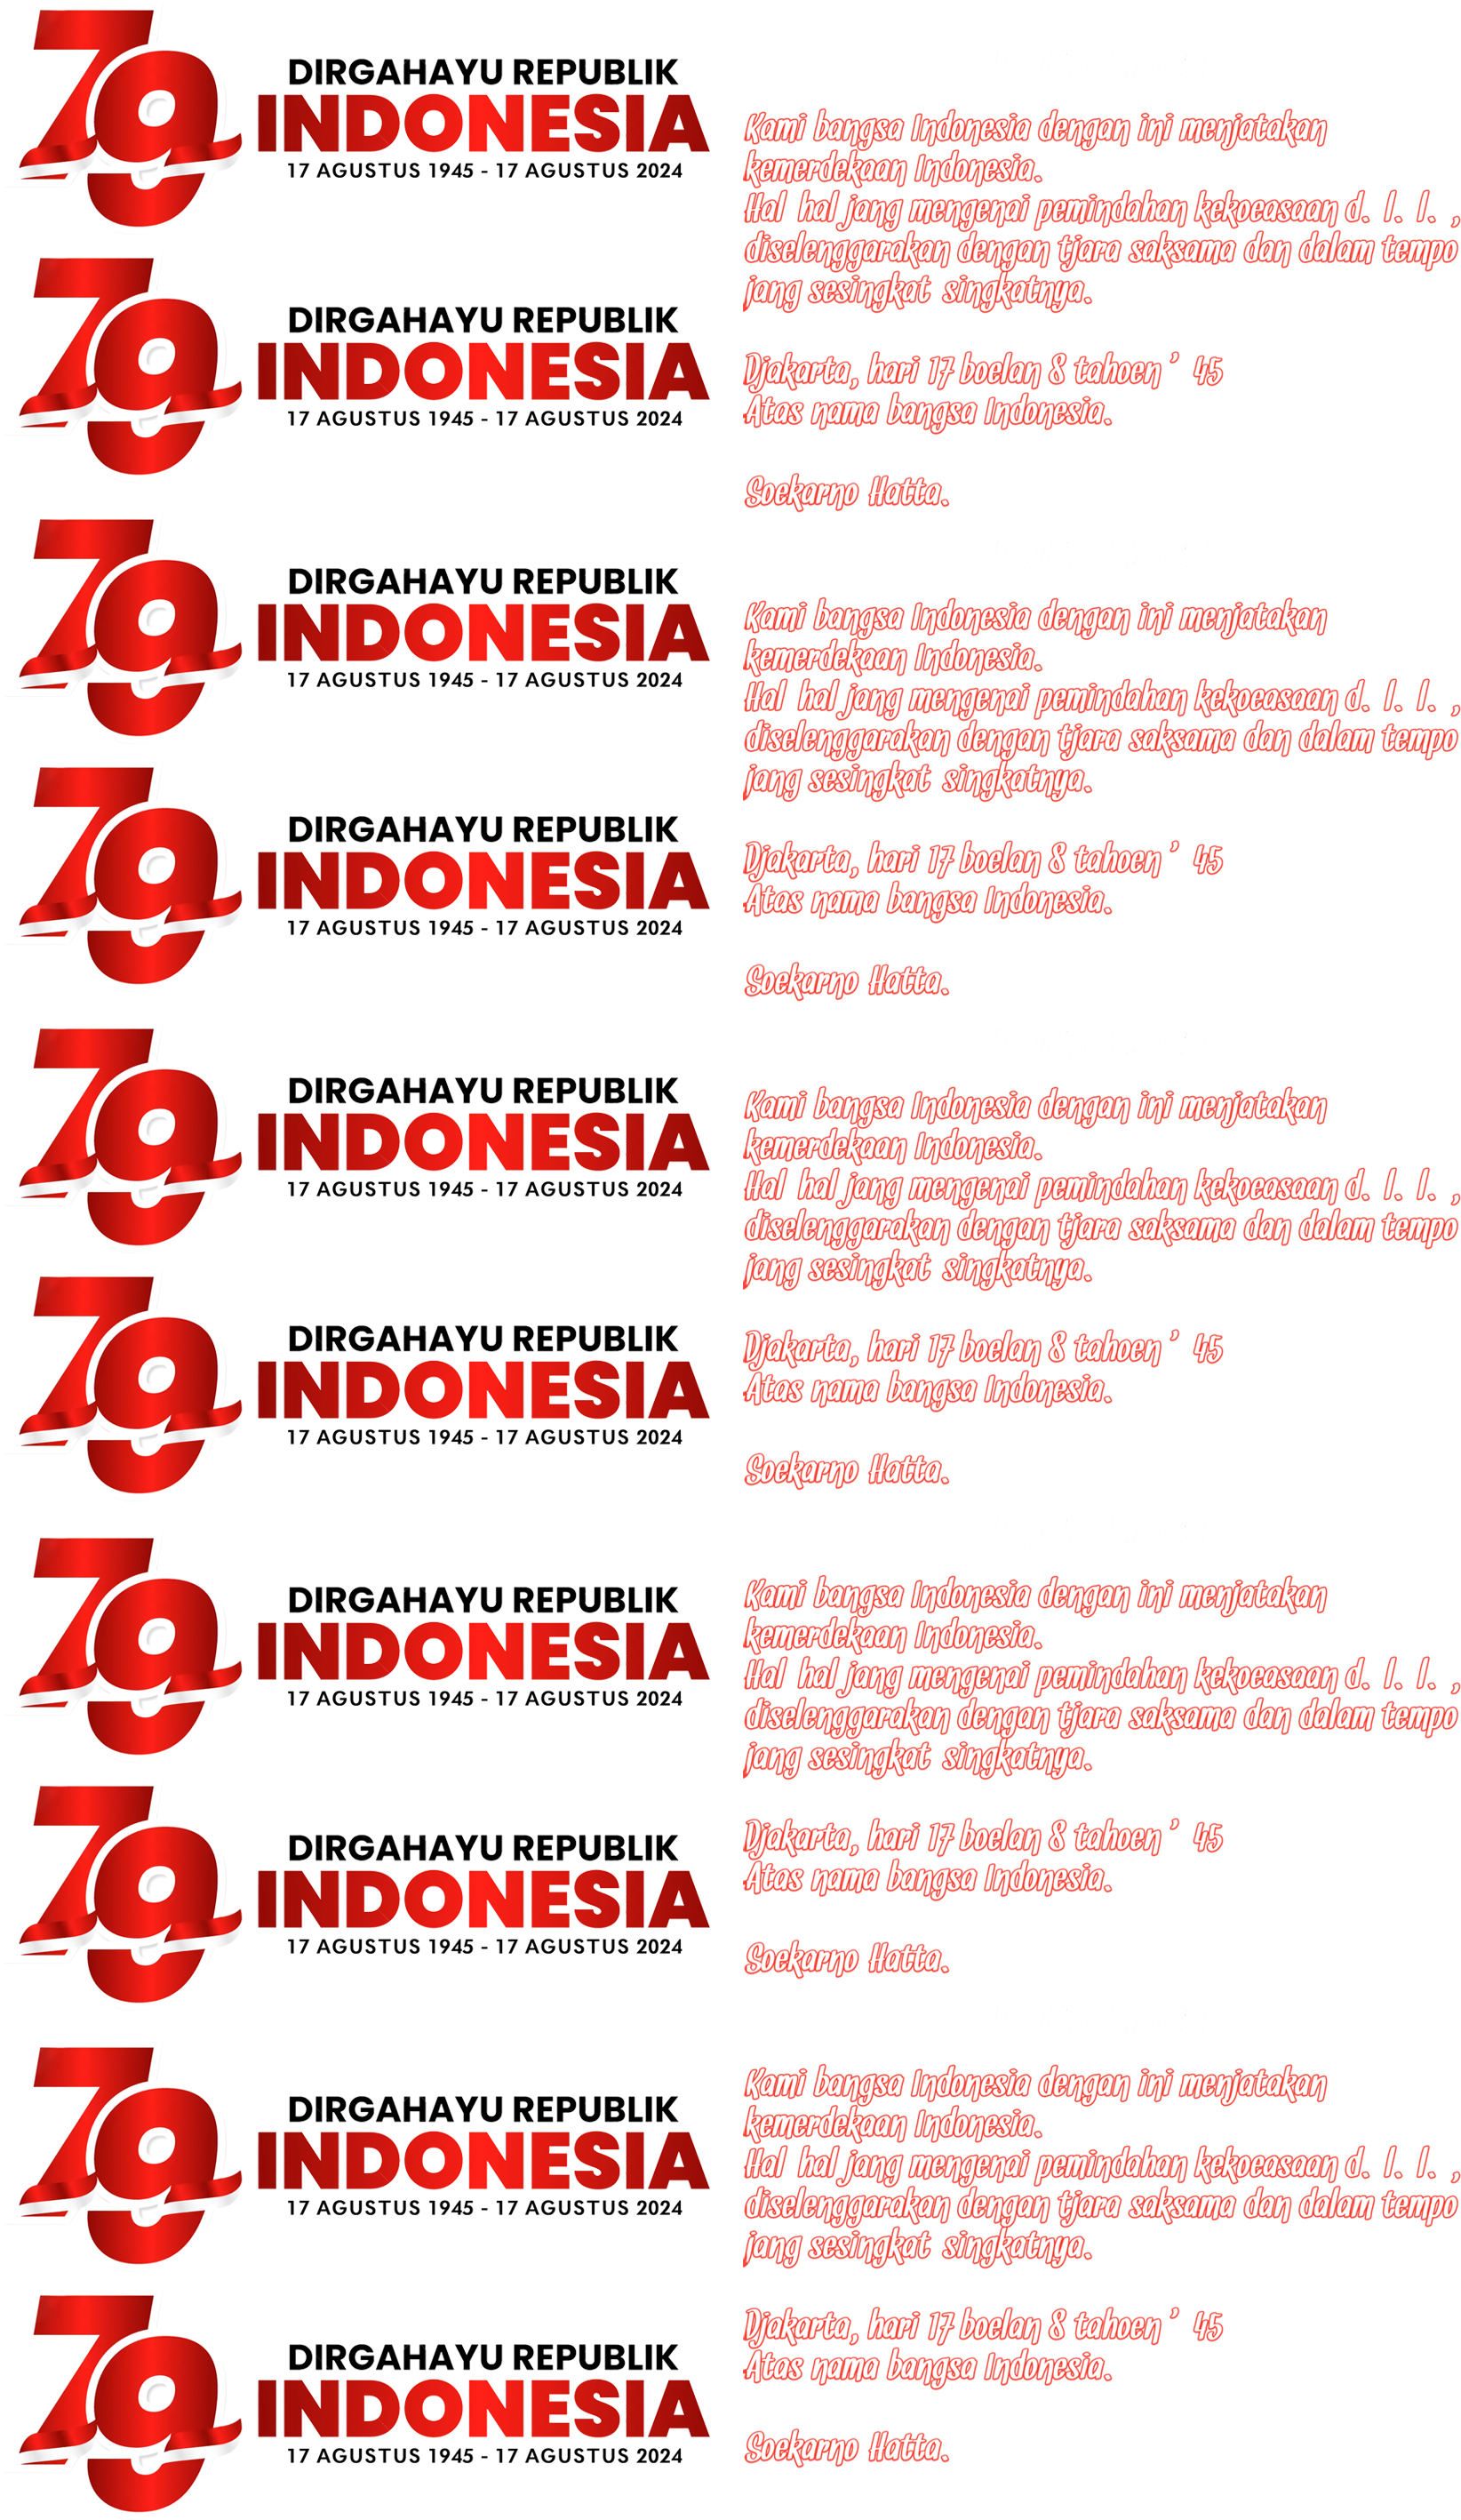 79
DIRGAHAYU REPUBLIK
INDONESIA
17 AGUSTUS 1945 - 17 AGUSTUS 2024
79
DIRGAHAYU REPUBLIK
INDONESIA
17 AGUSTUS 1945 - 17 AGUSTUS 2024
Kami bangsa Indonesia dengan ini menjatakan
kemerdekaan Indonesia.
Hal hal jang mengenai pemindahan kekoeasaan d. l. l. ,
diselenggarakan dengan tjara saksama dan dalam tempo
jang sesingkat singkatnya.
Djakarta, hari 17 boelan 8 tahoen ' 45
Atas nama bangsa Indonesia.
Soekarno Hatta.
79
DIRGAHAYU REPUBLIK
INDONESIA
17 AGUSTUS 1945 - 17 AGUSTUS 2024
79
DIRGAHAYU REPUBLIK
INDONESIA
17 AGUSTUS 1945 - 17 AGUSTUS 2024
Kami bangsa Indonesia dengan ini menjatakan
kemerdekaan Indonesia.
Hal hal jang mengenai pemindahan kekoeasaan d. l. l. ,
diselenggarakan dengan tjara saksama dan dalam tempo
jang sesingkat singkatnya.
Djakarta, hari 17 boelan 8 tahoen ' 45
Atas nama bangsa Indonesia.
Soekarno Hatta.
79
DIRGAHAYU REPUBLIK
INDONESIA
17 AGUSTUS 1945 - 17 AGUSTUS 2024
79
DIRGAHAYU REPUBLIK
INDONESIA
17 AGUSTUS 1945 - 17 AGUSTUS 2024
Kami bangsa Indonesia dengan ini menjatakan
kemerdekaan Indonesia.
Hal hal jang mengenai pemindahan kekoeasaan d. l. l. ,
diselenggarakan dengan tjara saksama dan dalam tempo
jang sesingkat singkatnya.
Djakarta, hari 17 boelan 8 tahoen ' 45
Atas nama bangsa Indonesia.
Soekarno Hatta.
79
DIRGAHAYU REPUBLIK
INDONESIA
17 AGUSTUS 1945 - 17 AGUSTUS 2024
79
DIRGAHAYU REPUBLIK
INDONESIA
17 AGUSTUS 1945 - 17 AGUSTUS 2024
Kami bangsa Indonesia dengan ini menjatakan
kemerdekaan Indonesia.
Hal hal jang mengenai pemindahan kekoeasaan d. l. l. ,
diselenggarakan dengan tjara saksama dan dalam tempo
jang sesingkat singkatnya.
Djakarta, hari 17 boelan 8 tahoen ' 45
Atas nama bangsa Indonesia.
Soekarno Hatta.
79
DIRGAHAYU REPUBLIK
INDONESIA
17 AGUSTUS 1945 - 17 AGUSTUS 2024
79
DIRGAHAYU REPUBLIK
INDONESIA
17 AGUSTUS 1945 - 17 AGUSTUS 2024
Kami bangsa Indonesia dengan ini menjatakan
kemerdekaan Indonesia.
Hal hal jang mengenai pemindahan kekoeasaan d. l. l. ,
diselenggarakan dengan tjara saksama dan dalam tempo
jang sesingkat singkatnya.
Djakarta, hari 17 boelan 8 tahoen ' 45
Atas nama bangsa Indonesia.
Soekarno Hatta.